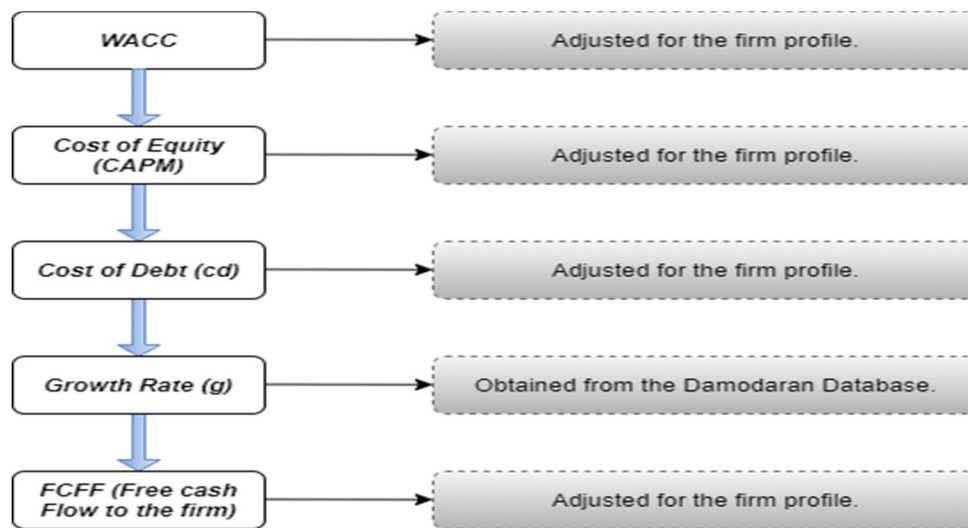 WACC
Adjusted for the firm profile.
Cost of Equity
(CAPM)
Adjusted for the firm profile.
Cost of Debt (cd)
Adjusted for the firm profile.
Growth Rate (g)
Obtained from the Damodaran Database.
FCFF (Free cash
Flow to the firm)
Adjusted for the firm profile.